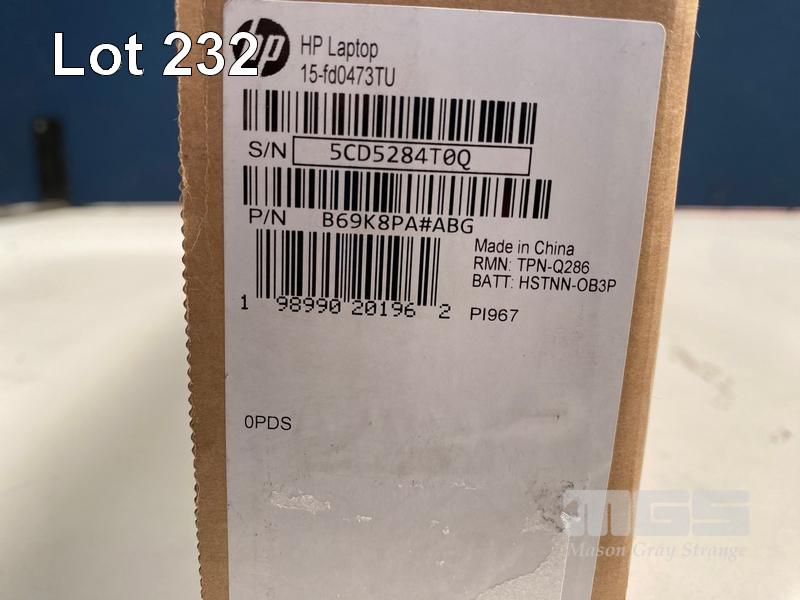 Lot 232
hp
HP Laptop
15-fd0473TU
S/N 5CD5284T0Q
P/N B69K8PA#ABG
Made in China
RMN: TPN-Q286
BATT: HSTNN-OB3P
1 98990 20196 2
PI967
0PDS
MGS
Mason Gray Strange